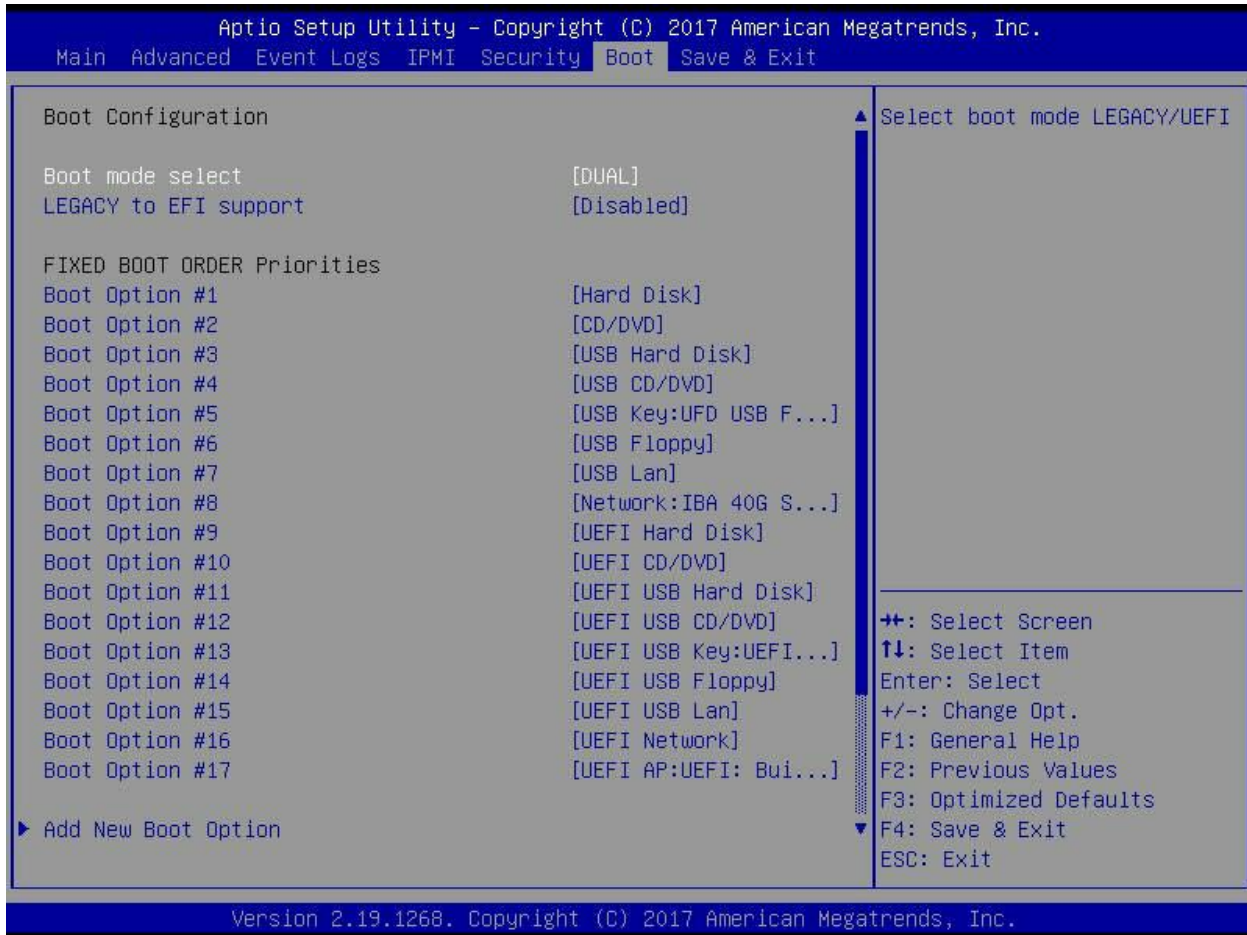 Aptio Setup Utility – Copyright (C) 2017 American Megatrends, Inc.
Main Advanced Event Logs IPMI Security Boot Save & Exit
Boot Configuration
Select boot mode LEGACY/UEFI
Boot mode select [DUAL]
LEGACY to EFI support [Disabled]
FIXED BOOT ORDER Priorities
Boot Option #1 [Hard Disk]
Boot Option #2 [CD/DVD]
Boot Option #3 [USB Hard Disk]
Boot Option #4 [USB CD/DVD]
Boot Option #5 [USB Key:UFD USB F...]
Boot Option #6 [USB Floppy]
Boot Option #7 [USB Lan]
Boot Option #8 [Network:IBA 40G S...]
Boot Option #9 [UEFI Hard Disk]
Boot Option #10 [UEFI CD/DVD]
Boot Option #11 [UEFI USB Hard Disk]
Boot Option #12 [UEFI USB CD/DVD]
Boot Option #13 [UEFI USB Key:UEFI...]
Boot Option #14 [UEFI USB Floppy]
Boot Option #15 [UEFI USB Lan]
Boot Option #16 [UEFI Network]
Boot Option #17 [UEFI AP:UEFI: Bui...]
Add New Boot Option
→←: Select Screen
↑↓: Select Item
Enter: Select
+/-: Change Opt.
F1: General Help
F2: Previous Values
F3: Optimized Defaults
F4: Save & Exit
ESC: Exit
Version 2.19.1268. Copyright (C) 2017 American Megatrends, Inc.